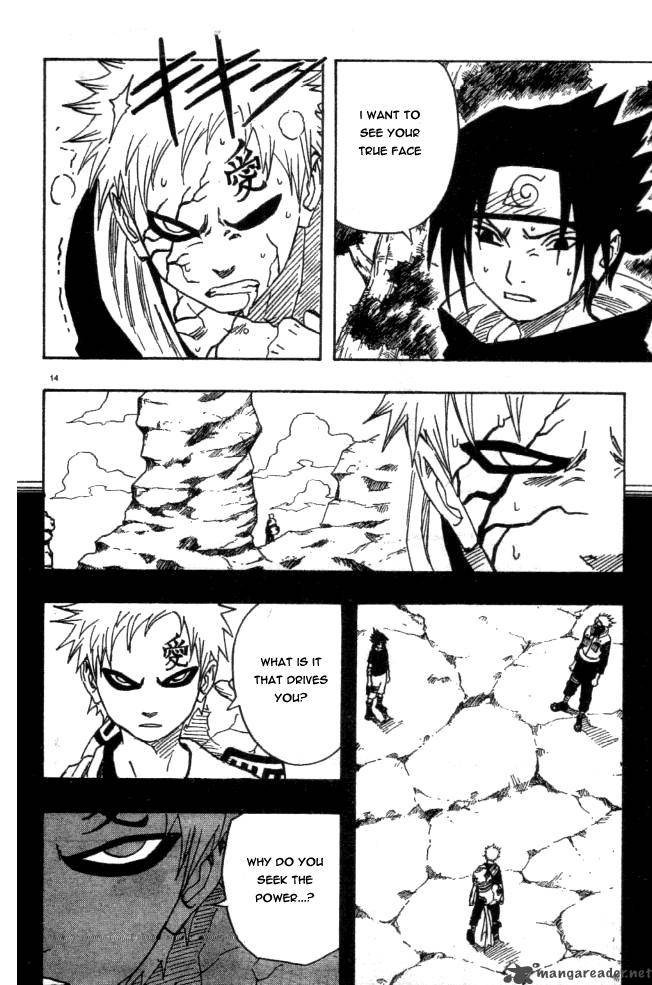 キキ
愛
I WANT TO
SEE YOUR
TRUE FACE
14
愛
WHAT IS IT
THAT DRIVES
YOU?
WHY DO YOU
SEEK THE
POWER...?
mangareader.net